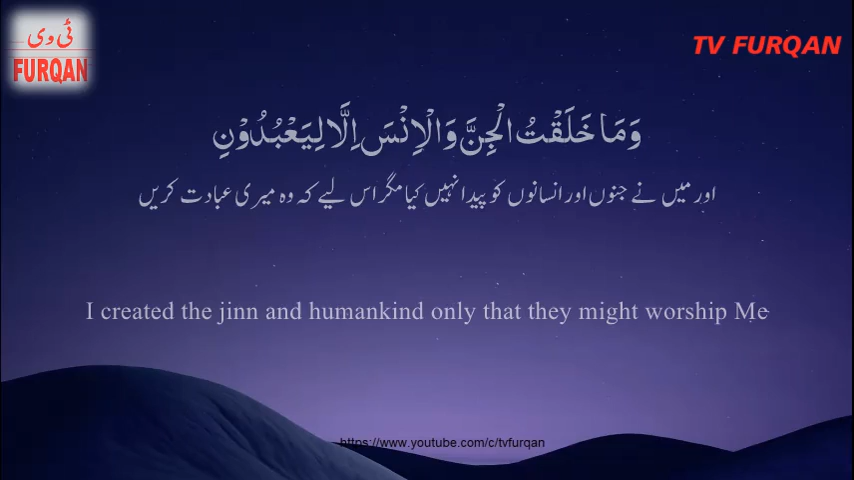 ٹی وی
FURQAN
TV FURQAN
وَمَا خَلَقْتُ الْجِنَّ وَالْاِنْسَ اِلَّا لِيَعْبُدُوْنِ
اور میں نے جنوں اور انسانوں کو پیدا نہیں کیا مگر اس لیے کہ وہ میری عبادت کریں
I created the jinn and humankind only that they might worship Me
https://www.youtube.com/c/tvfurqan